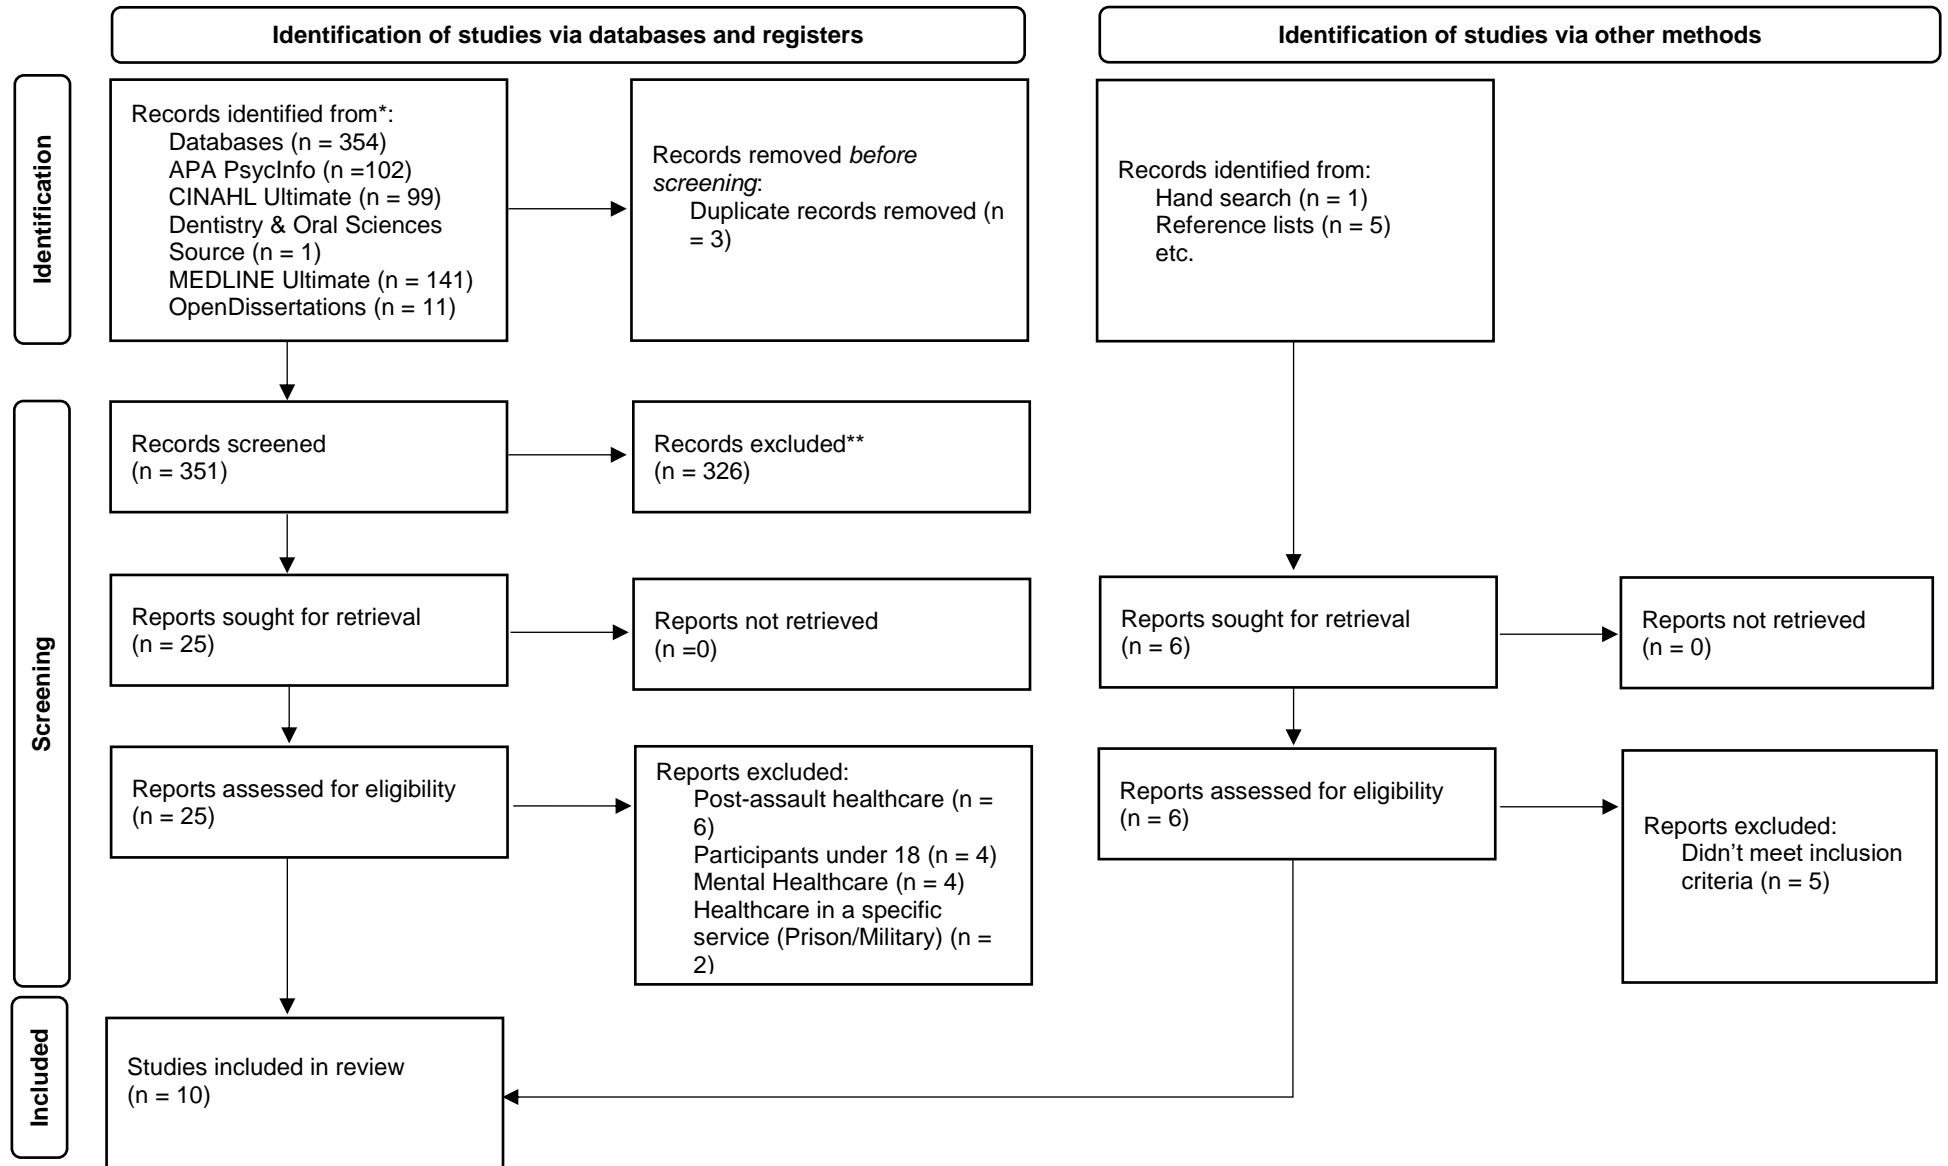 Identification of studies via databases and registers
Identification of studies via other methods
Identification
Records identified from*:
Databases (n = 354)
APA PsycInfo (n =102)
CINAHL Ultimate (n = 99)
Dentistry & Oral Sciences
Source (n = 1)
MEDLINE Ultimate (n = 141)
OpenDissertations (n = 11)
Records removed before
screening:
Duplicate records removed (n
= 3)
Records identified from:
Hand search (n = 1)
Reference lists (n = 5)
etc.
Screening
Records screened
(n = 351)
Records excluded**
(n = 326)
Reports sought for retrieval
(n = 25)
Reports not retrieved
(n =0)
Reports sought for retrieval
(n = 6)
Reports not retrieved
(n = 0)
Reports assessed for eligibility
(n = 25)
Reports excluded:
Post-assault healthcare (n =
6)
Participants under 18 (n = 4)
Mental Healthcare (n = 4)
Healthcare in a specific
service (Prison/Military) (n =
2)
Reports assessed for eligibility
(n = 6)
Reports excluded:
Didn’t meet inclusion
criteria (n = 5)
Included
Studies included in review
(n = 10)